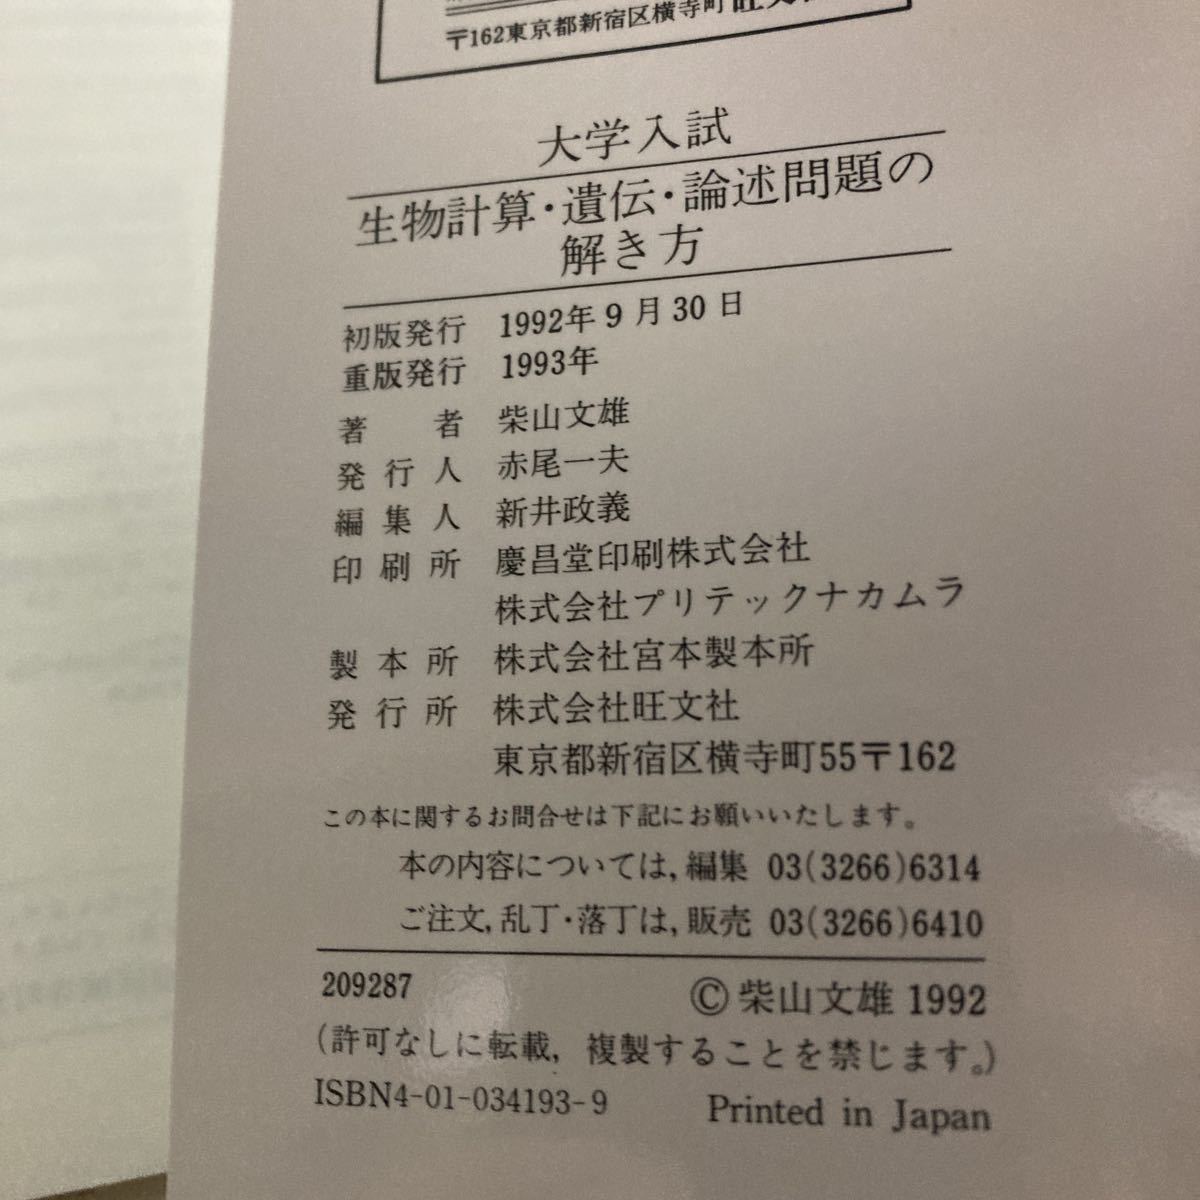 〒162東京都新宿区横寺町
大学入試
生物計算・遺伝・論述問題の
解き方
初版発行 1992年9月30日
重版発行 1993年
著者 柴山文雄
発行人 赤尾一夫
編集人 新井政義
印刷所 慶昌堂印刷株式会社
株式会社プリテックナカムラ
製本所 株式会社宮本製本所
発行所 株式会社旺文社
東京都新宿区横寺町55〒162
この本に関するお問合せは下記にお願いいたします。
本の内容については,編集 03(3266)6314
ご注文,乱丁・落丁は,販売 03(3266)6410
209287 ©柴山文雄 1992
(許可なしに転載,複製することを禁じます。)
ISBN4-01-034193-9 Printed in Japan